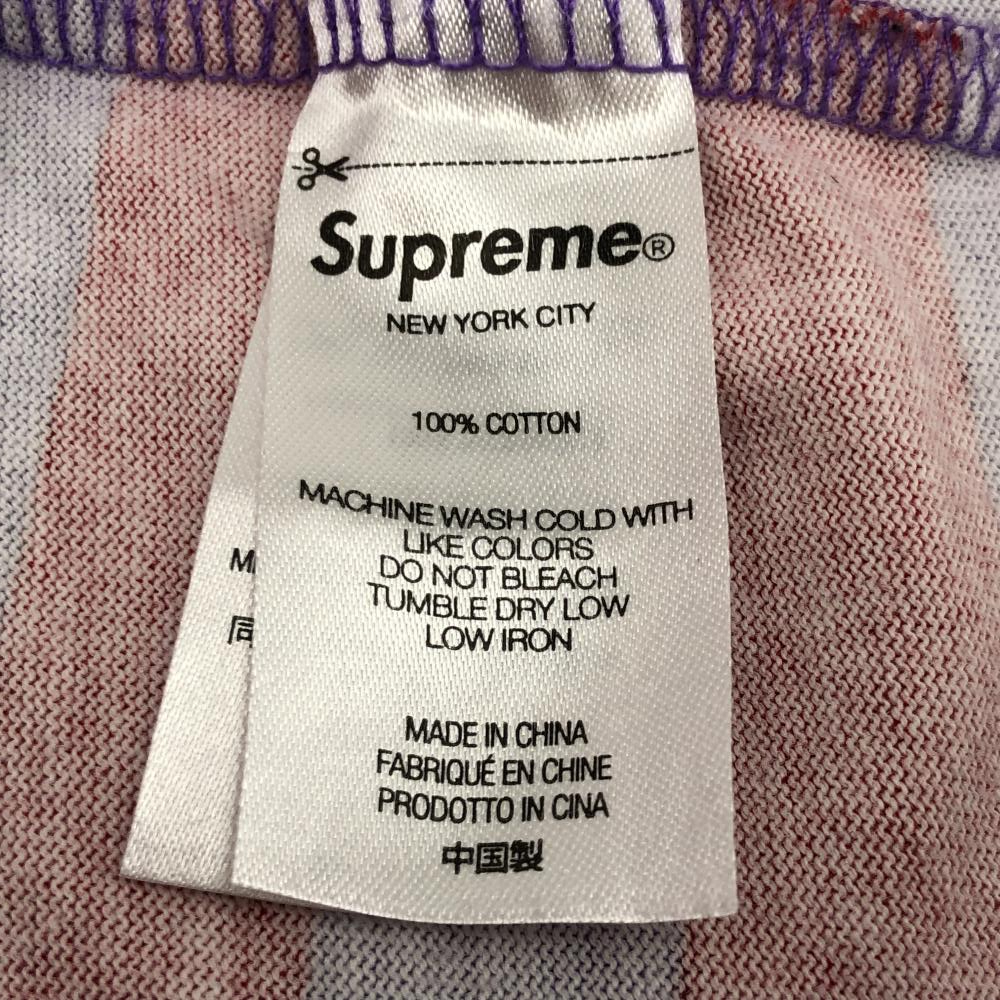 Supreme®
NEW YORK CITY
100% COTTON
MACHINE WASH COLD WITH
LIKE COLORS
DO NOT BLEACH
TUMBLE DRY LOW
LOW IRON
MADE IN CHINA
FABRIQUÉ EN CHINE
PRODOTTO IN CINA
中国製